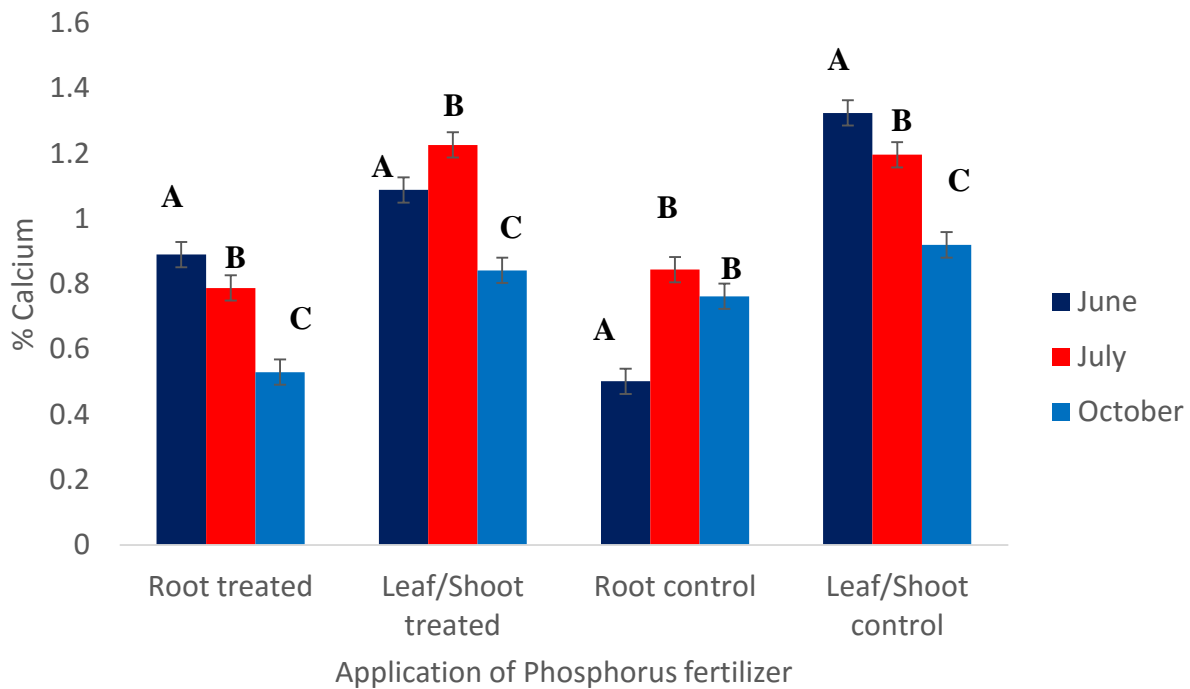 % Calcium
1.6
1.4
1.2
1
0.8
0.6
0.4
0.2
0
A
B
C
A
B
C
A
B
B
A
B
C
Root treated
Leaf/Shoot
treated
Root control
Leaf/Shoot
control
Application of Phosphorus fertilizer
June
July
October